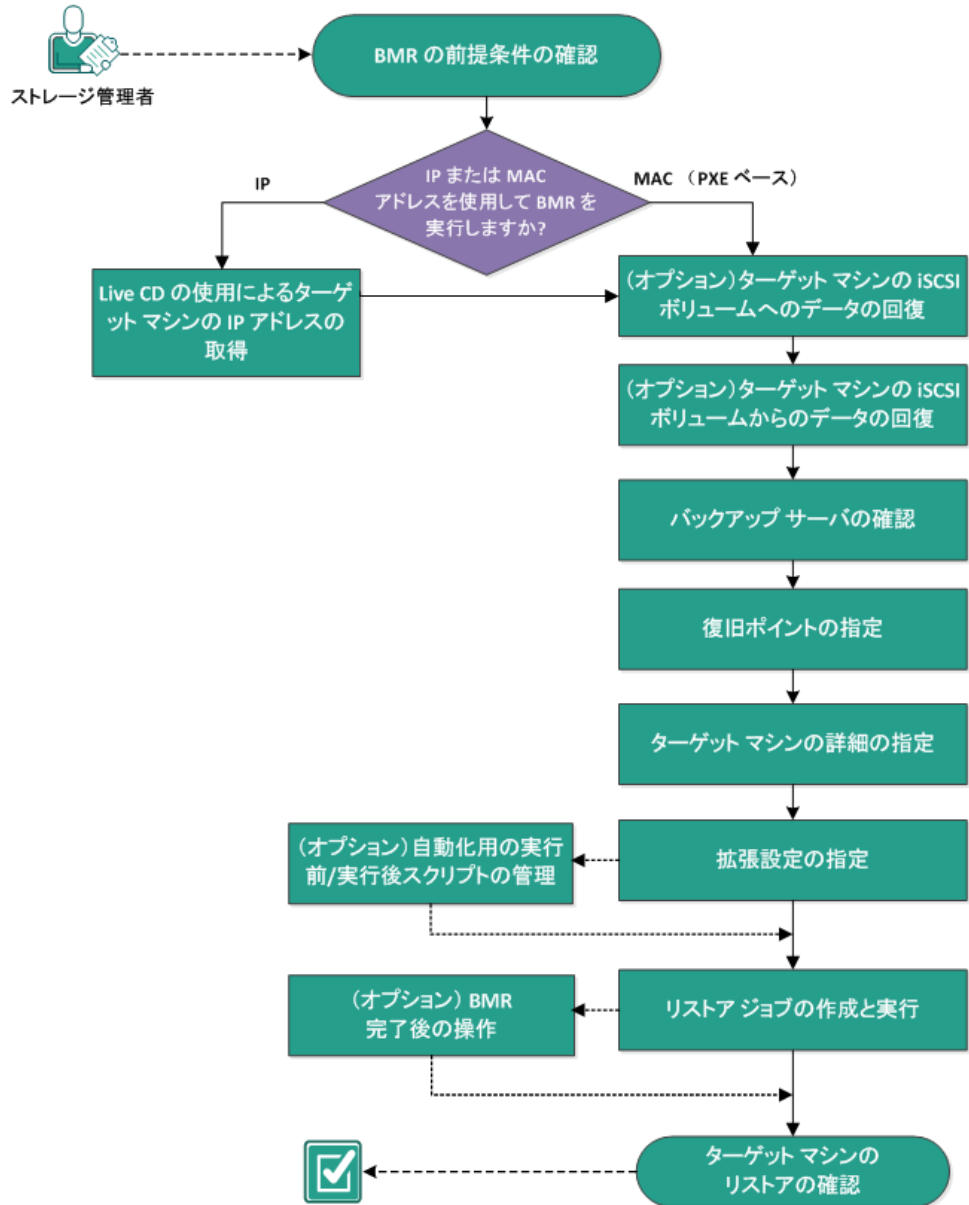 ストレージ管理者
BMR の前提条件の確認
IP または MAC
アドレスを使用して BMR を
実行しますか?
IP
MAC （PXE ベース）
Live CD の使用によるターゲ
ット マシンの IP アドレスの
取得
(オプション)ターゲット マシンの iSCSI
ボリュームへのデータの回復
(オプション)ターゲット マシンの iSCSI
ボリュームからのデータの回復
バックアップ サーバの確認
復旧ポイントの指定
ターゲット マシンの詳細の指定
拡張設定の指定
(オプション)自動化用の実行
前/実行後スクリプトの管理
リストア ジョブの作成と実行
(オプション) BMR
完了後の操作
ターゲット マシンの
リストアの確認